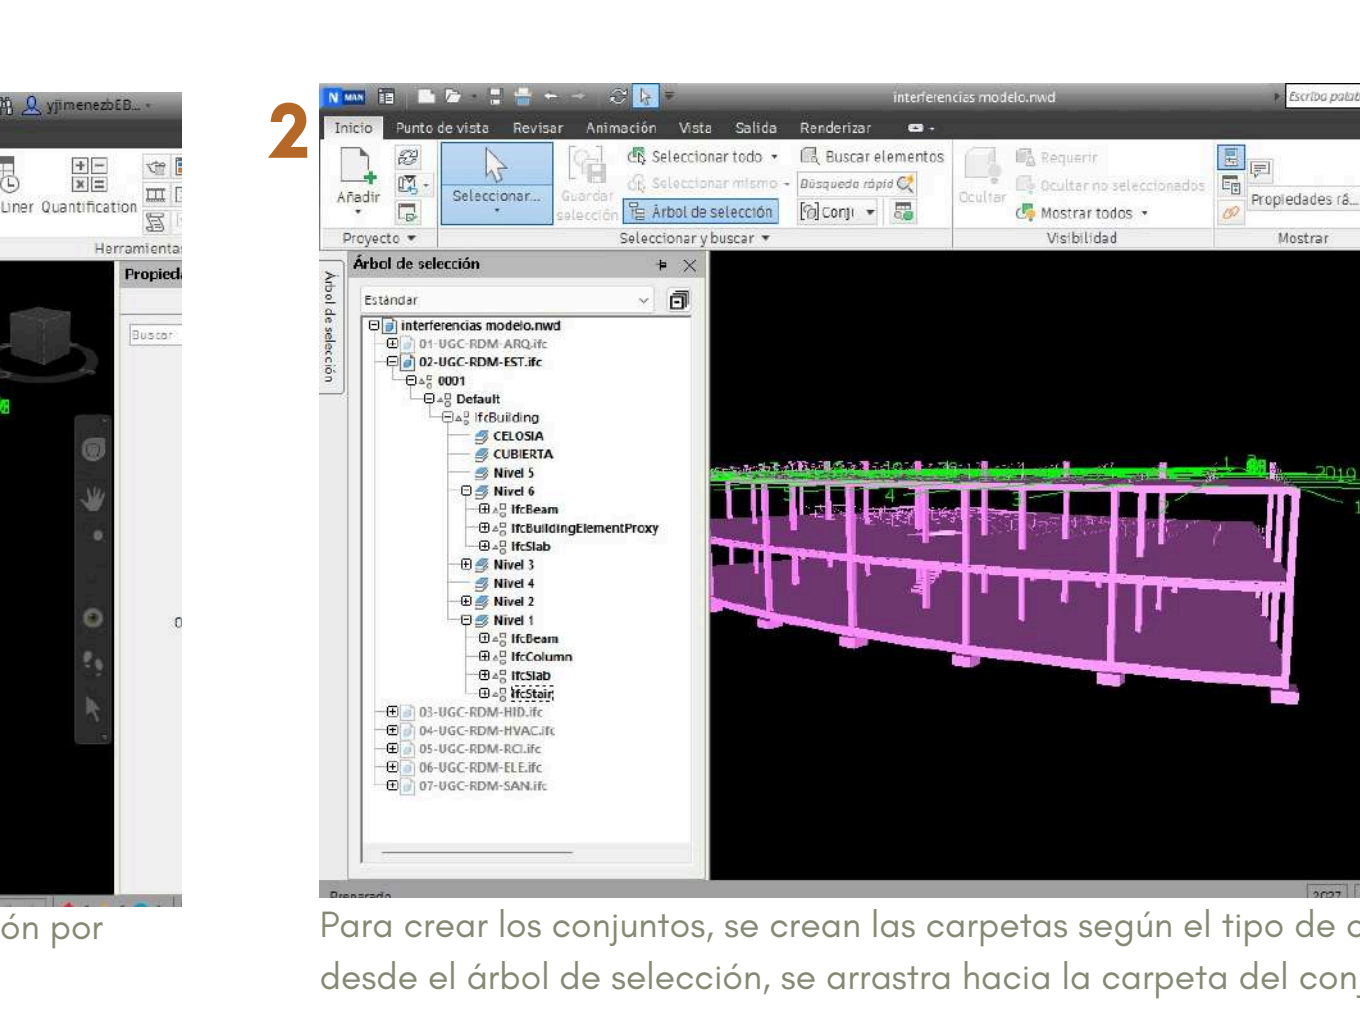 yjimenezbEB...
Liner Quantification
Herramientas
Propieda
Buscar
ón por
2
N MAN
interferencias modelo.nwd
Escriba palab
Inicio Punto de vista Revisar Animación Vista Salida Renderizar
Añadir
Seleccionar...
Guardar selección
Seleccionar todo
Seleccionar mismo
Árbol de selección
Buscar elementos
Búsqueda rápid
Conji
Ocultar
Requerir
Ocultar no seleccionados
Mostrar todos
Propiedades rá...
Proyecto
Seleccionar y buscar
Visibilidad
Mostrar
Árbol de selección
Árbol de selección
Estándar
interferencias modelo.nwd
01-UGC-RDM-ARQ.ifc
02-UGC-RDM-EST.ifc
0001
Default
IfcBuilding
CELOSIA
CUBIERTA
Nivel 5
Nivel 6
IfcBeam
IfcBuildingElementProxy
IfcSlab
Nivel 3
Nivel 4
Nivel 2
Nivel 1
IfcBeam
IfcColumn
IfcSlab
IfcStair
03-UGC-RDM-HID.ifc
04-UGC-RDM-HVAC.ifc
05-UGC-RDM-RCI.ifc
06-UGC-RDM-ELE.ifc
07-UGC-RDM-SAN.ifc
Preparado
Para crear los conjuntos, se crean las carpetas según el tipo de
desde el árbol de selección, se arrastra hacia la carpeta del con